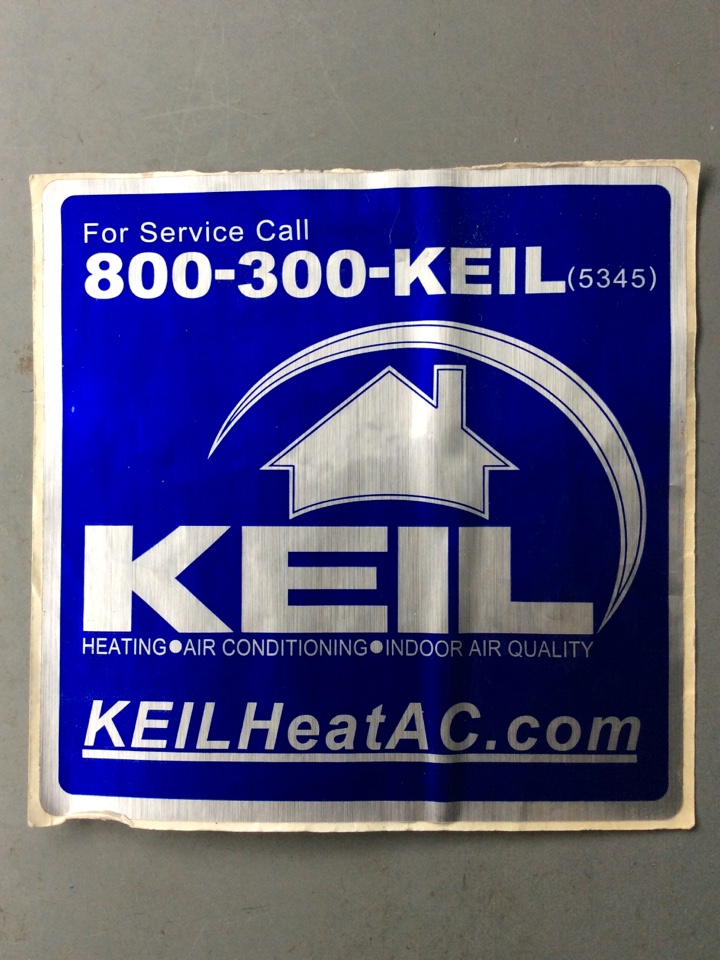 For Service Call
800-300-KEIL(5345)
KEIL
HEATING●AIR CONDITIONING●INDOOR AIR QUALITY
KEILHeatAC.com